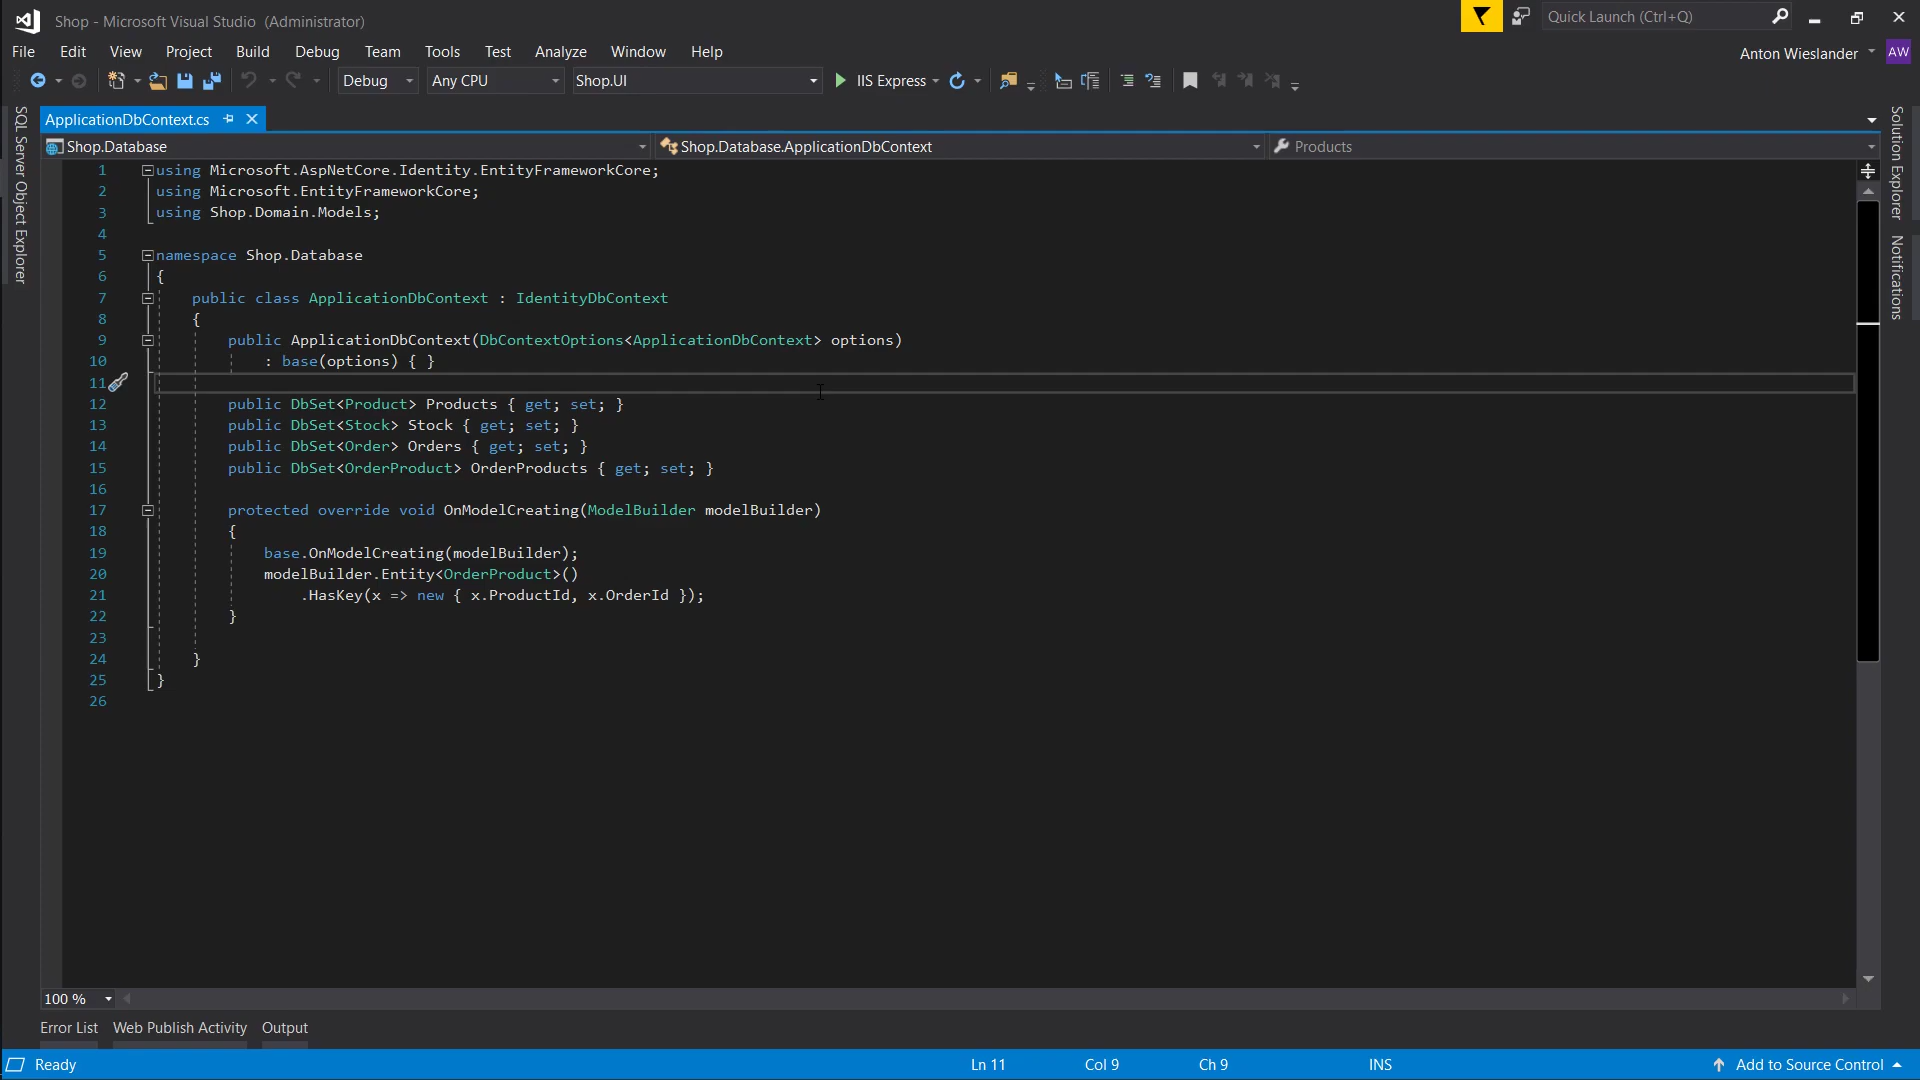 Shop - Microsoft Visual Studio (Administrator)
Quick Launch (Ctrl+Q)
File Edit View Project Build Debug Team Tools Test Analyze Window Help
Anton Wieslander AW
Debug Any CPU Shop.UI IIS Express
SQL Server Object Explorer
Solution Explorer
Notifications
ApplicationDbContext.cs
Shop.Database Shop.Database.ApplicationDbContext Products
1 using Microsoft.AspNetCore.Identity.EntityFrameworkCore;
2 using Microsoft.EntityFrameworkCore;
3 using Shop.Domain.Models;
4
5 namespace Shop.Database
6 {
7 public class ApplicationDbContext : IdentityDbContext
8 {
9 public ApplicationDbContext(DbContextOptions<ApplicationDbContext> options)
10 : base(options) { }
11
12 public DbSet<Product> Products { get; set; }
13 public DbSet<Stock> Stock { get; set; }
14 public DbSet<Order> Orders { get; set; }
15 public DbSet<OrderProduct> OrderProducts { get; set; }
16
17 protected override void OnModelCreating(ModelBuilder modelBuilder)
18 {
19 base.OnModelCreating(modelBuilder);
20 modelBuilder.Entity<OrderProduct>()
21 .HasKey(x => new { x.ProductId, x.OrderId });
22 }
23
24 }
25 }
26
100 %
Error List Web Publish Activity Output
Ready Ln 11 Col 9 Ch 9 INS Add to Source Control